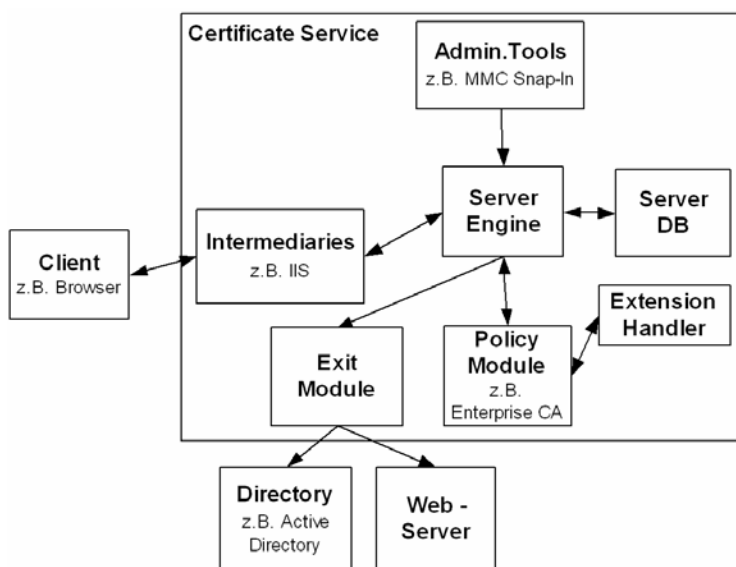 Certificate Service
Admin.Tools
z.B. MMC Snap-In
Server
Engine
Server
DB
Intermediaries
z.B. IIS
Client
z.B. Browser
Extension
Handler
Exit
Module
Policy
Module
z.B.
Enterprise CA
Directory
z.B. Active
Directory
Web -
Server